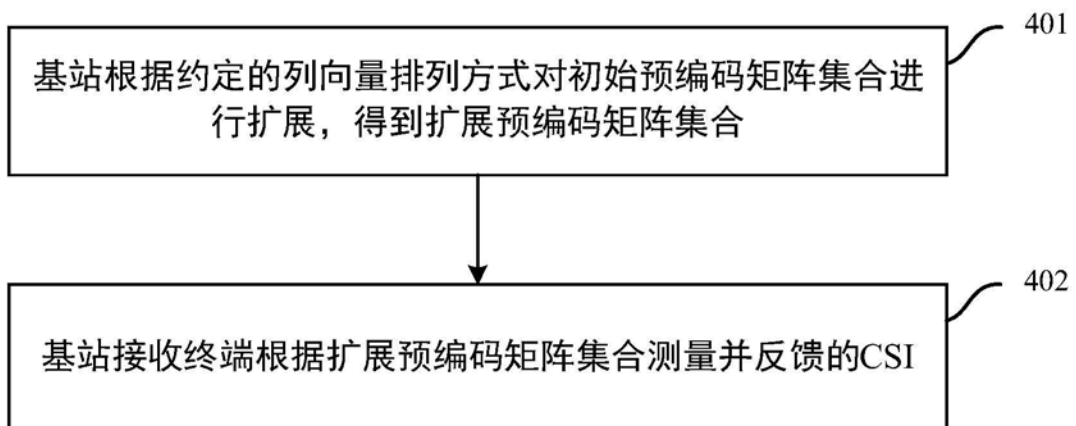 401
基站根据约定的列向量排列方式对初始预编码矩阵集合进
行扩展，得到扩展预编码矩阵集合
402
基站接收终端根据扩展预编码矩阵集合测量并反馈的CSI